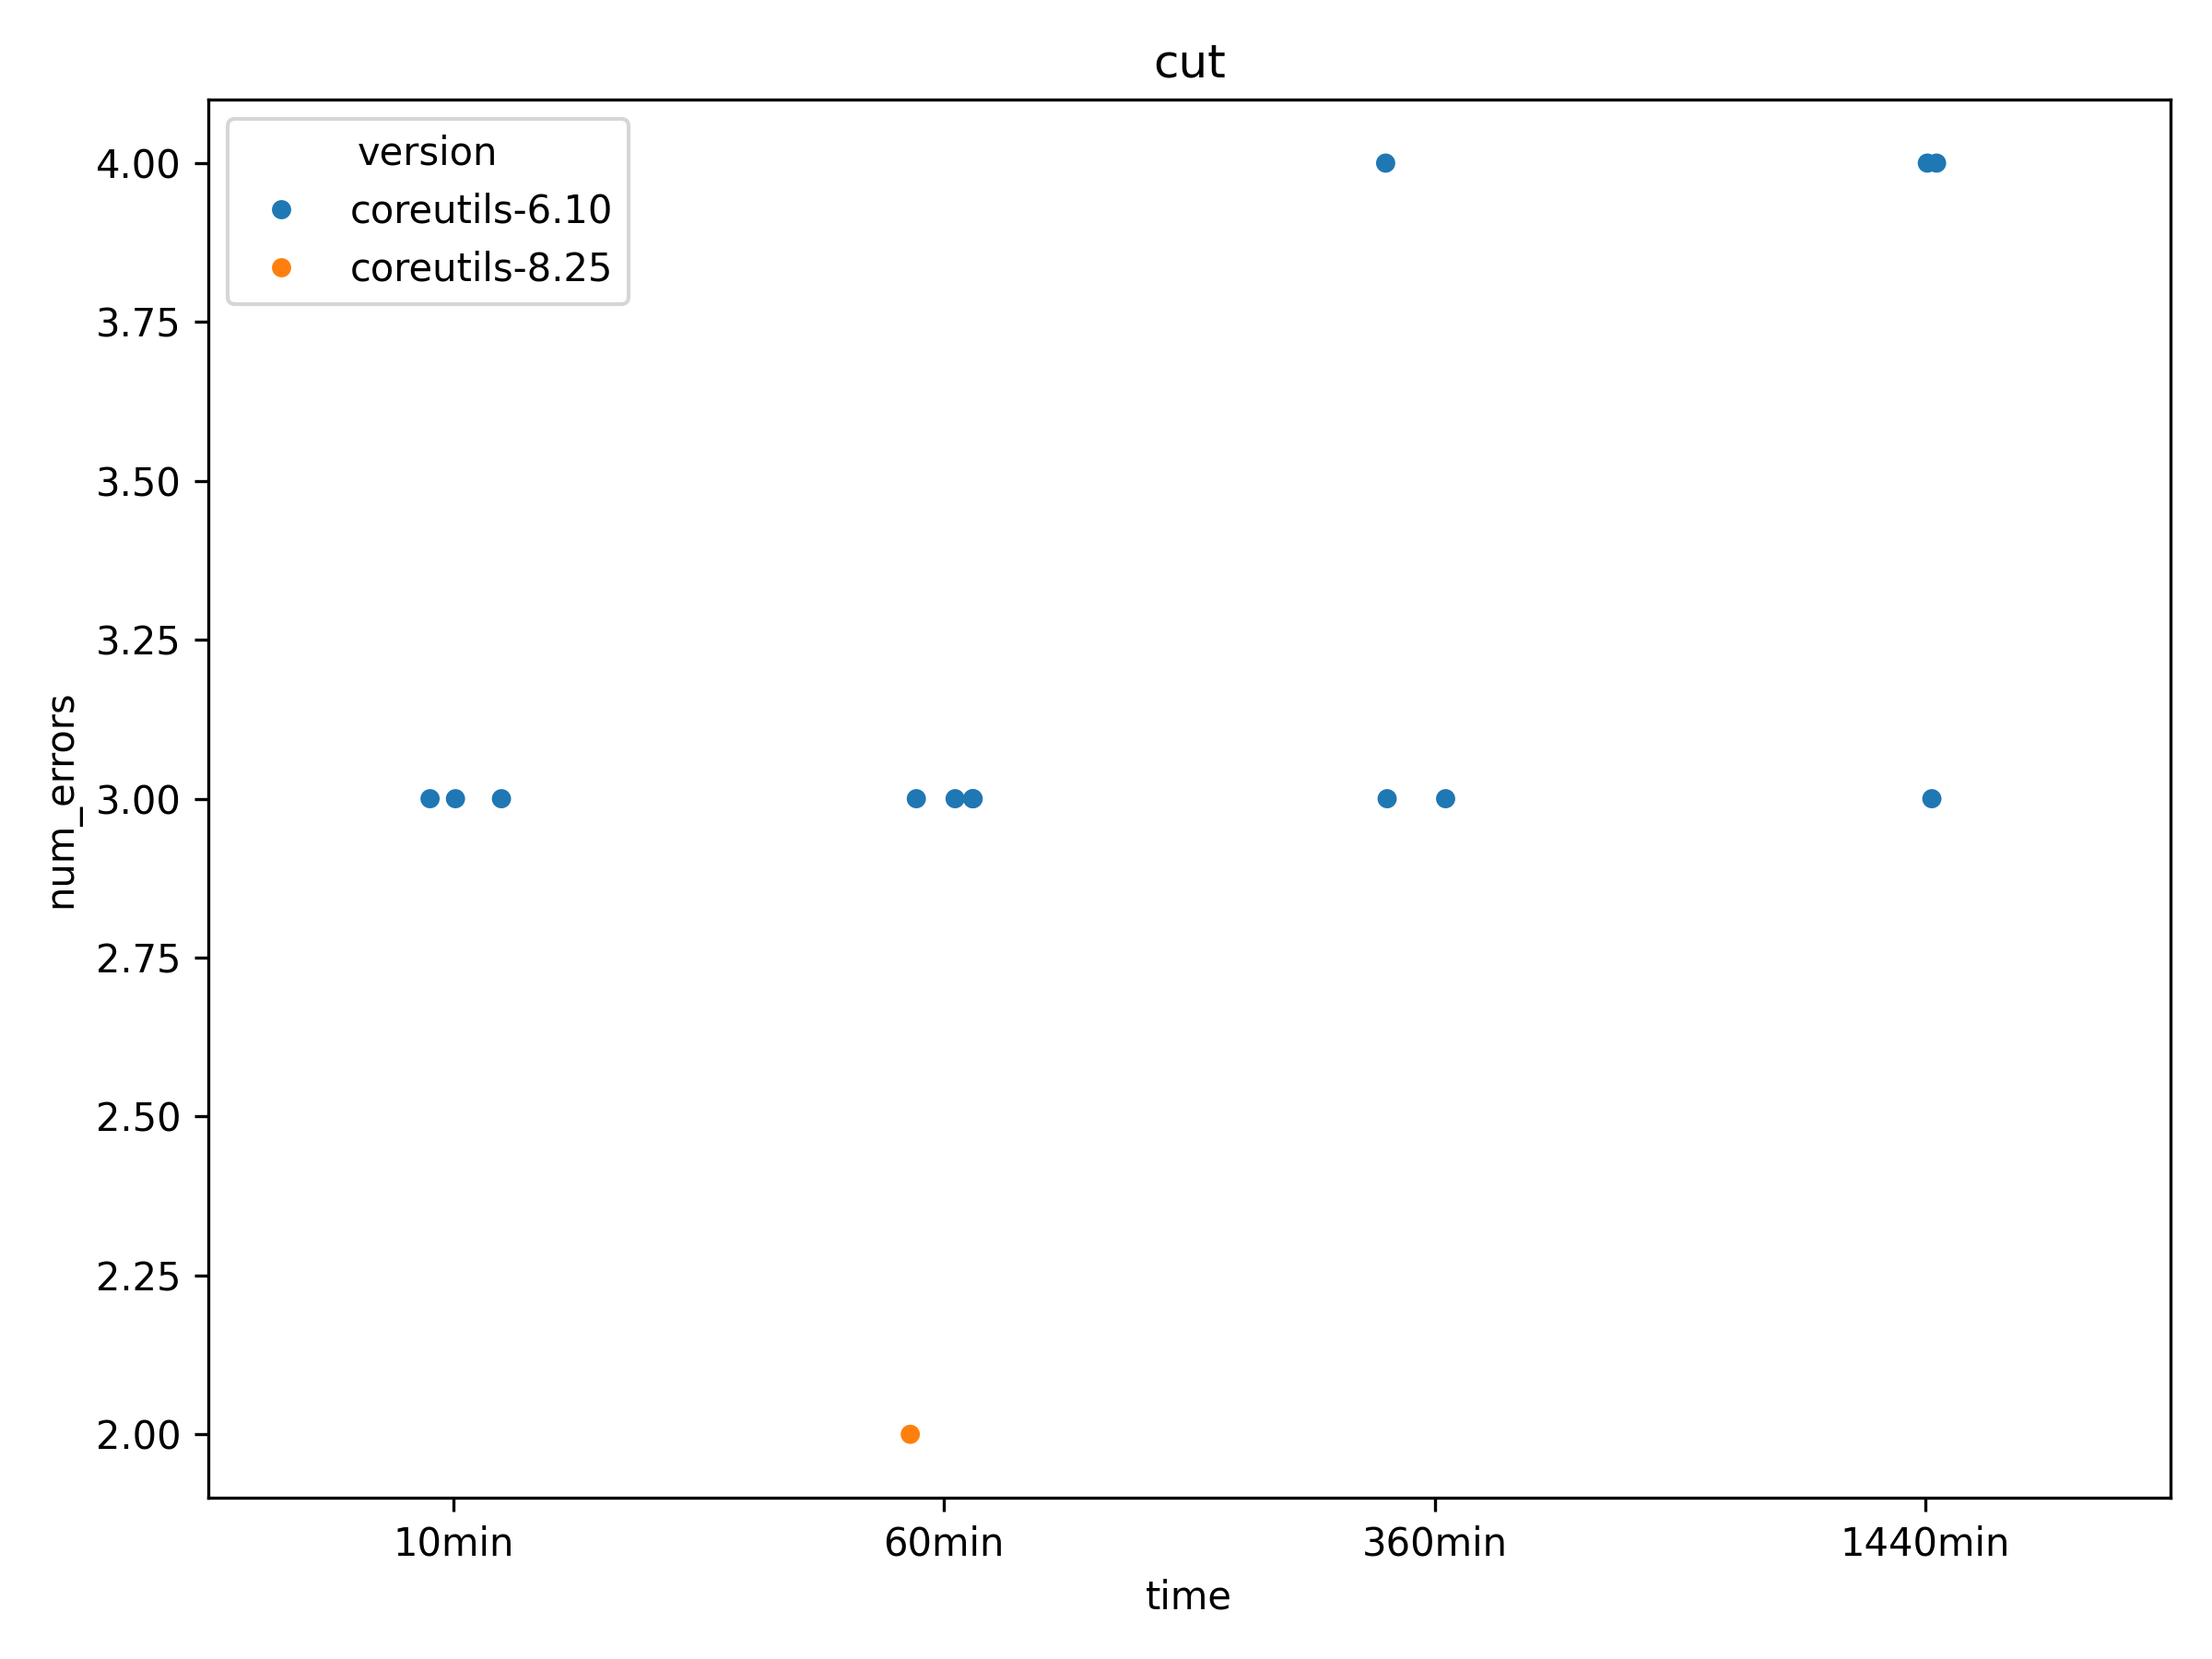 cut
version
coreutils-6.10
coreutils-8.25
4.00
3.75
3.50
3.25
3.00
2.75
2.50
2.25
2.00
num_errors
10min
60min
360min
1440min
time